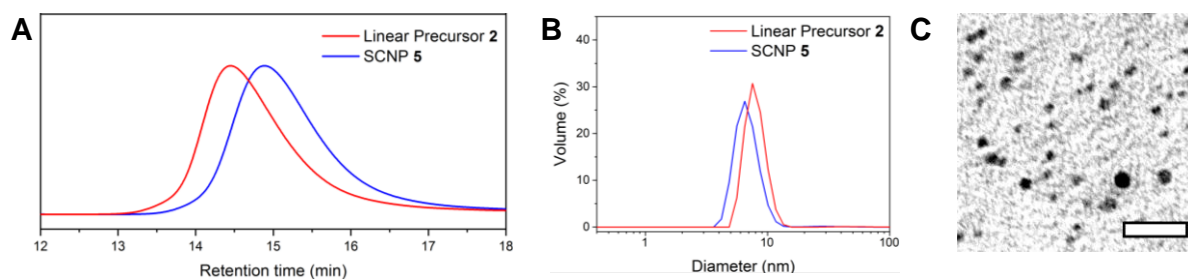 A
Linear Precursor 2
SCNP 5
12 13 14 15 16 17 18
Retention time (min)
B
Volume (%)
40
30
20
10
0
Linear Precursor 2
SCNP 5
1 10 100
Diameter (nm)
C